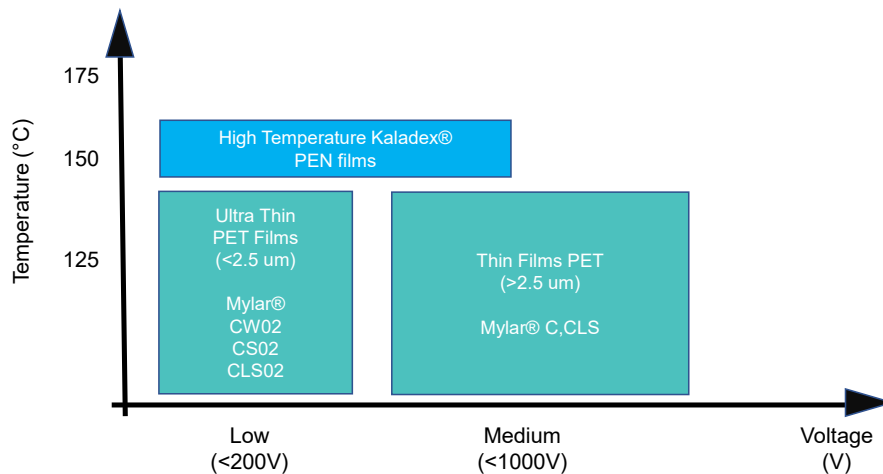 175
150
125
Temperature (°C)
High Temperature Kaladex®
PEN films
Ultra Thin
PET Films
(<2.5 um)
Mylar®
CW02
CS02
CLS02
Thin Films PET
(>2.5 um)
Mylar® C,CLS
Low
(<200V)
Medium
(<1000V)
Voltage
(V)